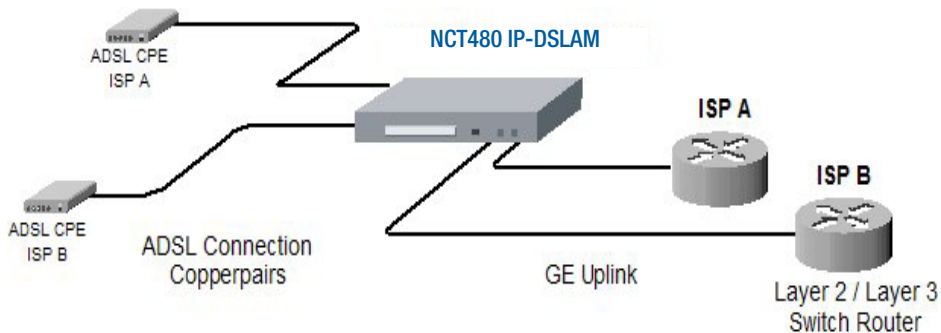 NCT480 IP-DSLAM
ADSL CPE
ISP A
ISP A
ISP B
ADSL CPE
ISP B
ADSL Connection
Copperpairs
GE Uplink
Layer 2 / Layer 3
Switch Router